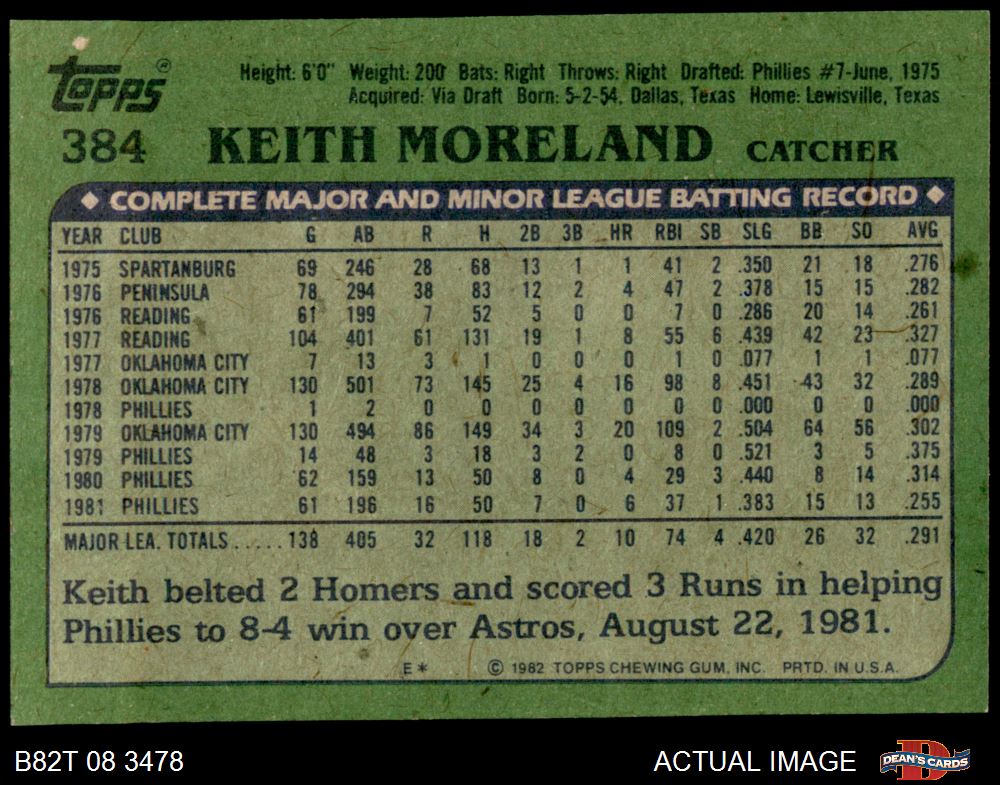 Topps®
Height: 6'0" Weight: 200 Bats: Right Throws: Right Drafted: Phillies #7-June, 1975
Acquired: Via Draft Born: 5-2-54, Dallas, Texas Home: Lewisville, Texas
384 KEITH MORELAND CATCHER
◆ COMPLETE MAJOR AND MINOR LEAGUE BATTING RECORD ◆
YEAR CLUB G AB R H 2B 3B HR RBI SB SLG BB SO AVG
1975 SPARTANBURG 69 246 28 68 13 1 1 41 2 .350 21 18 .276
1976 PENINSULA 78 294 38 83 12 2 4 47 2 .378 15 15 .282
1976 READING 61 199 7 52 5 0 0 7 0 .286 20 14 .261
1977 READING 104 401 61 131 19 1 8 55 6 .439 42 23 .327
1977 OKLAHOMA CITY 7 13 3 1 0 0 0 1 0 .077 1 1 .077
1978 OKLAHOMA CITY 130 501 73 145 25 4 16 98 8 .451 43 32 .289
1978 PHILLIES 1 2 0 0 0 0 0 0 0 .000 0 0 .000
1979 OKLAHOMA CITY 130 494 86 149 34 3 20 109 2 .504 64 56 .302
1979 PHILLIES 14 48 3 18 3 2 0 8 0 .521 3 5 .375
1980 PHILLIES 62 159 13 50 8 0 4 29 3 .440 8 14 .314
1981 PHILLIES 61 196 16 50 7 0 6 37 1 .383 15 13 .255
MAJOR LEA. TOTALS.....138 405 32 118 18 2 10 74 4 .420 26 32 .291
Keith belted 2 Homers and scored 3 Runs in helping
Phillies to 8-4 win over Astros, August 22, 1981.
E* © 1982 TOPPS CHEWING GUM, INC. PRTD. IN U.S.A.
B82T 08 3478 ACTUAL IMAGE D DEAN'S CARDS